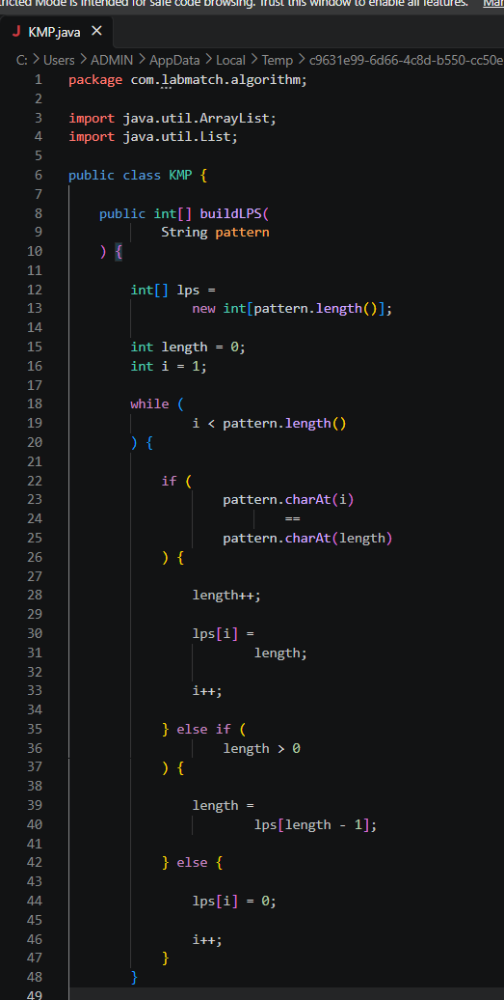 ricted Mode is intended for safe code browsing. Trust this window to enable all features. Man
J KMP.java ×
C: > Users > ADMIN > AppData > Local > Temp > c9631e99-6d66-4c8d-b550-cc50e
1 package com.labmatch.algorithm;
2
3 import java.util.ArrayList;
4 import java.util.List;
5
6 public class KMP {
7
8 public int[] buildLPS(
9 String pattern
10 ) {
11
12 int[] lps =
13 new int[pattern.length()];
14
15 int length = 0;
16 int i = 1;
17
18 while (
19 i < pattern.length()
20 ) {
21
22 if (
23 pattern.charAt(i)
24 ==
25 pattern.charAt(length)
26 ) {
27
28 length++;
29
30 lps[i] =
31 length;
32
33 i++;
34
35 } else if (
36 length > 0
37 ) {
38
39 length =
40 lps[length - 1];
41
42 } else {
43
44 lps[i] = 0;
45
46 i++;
47 }
48 }
49